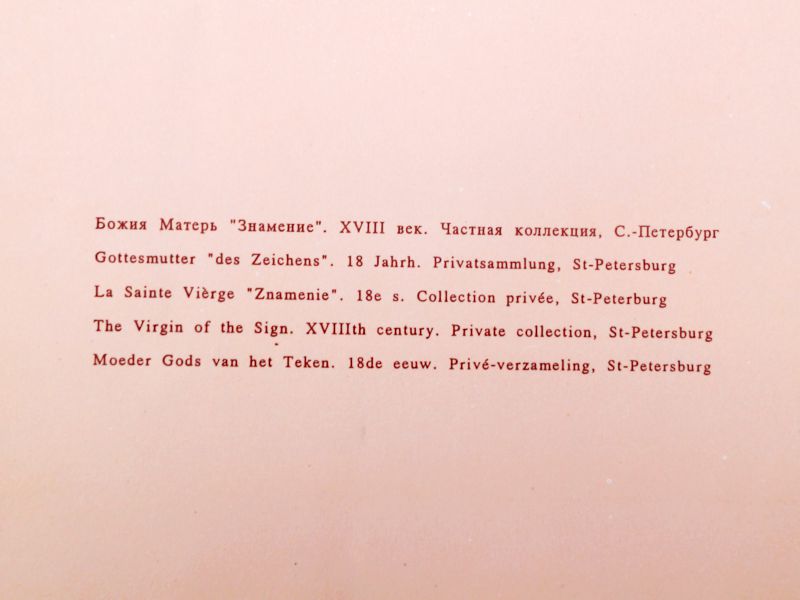 Божия Матерь "Знамение". XVIII век. Частная коллекция, С.-Петербург
Gottesmutter "des Zeichens". 18 Jahrh. Privatsammlung, St-Petersburg
La Sainte Vièrge "Znamenie". 18e s. Collection privée, St-Peterburg
The Virgin of the Sign. XVIIIth century. Private collection, St-Petersburg
Moeder Gods van het Teken. 18de eeuw. Privé-verzameling, St-Petersburg